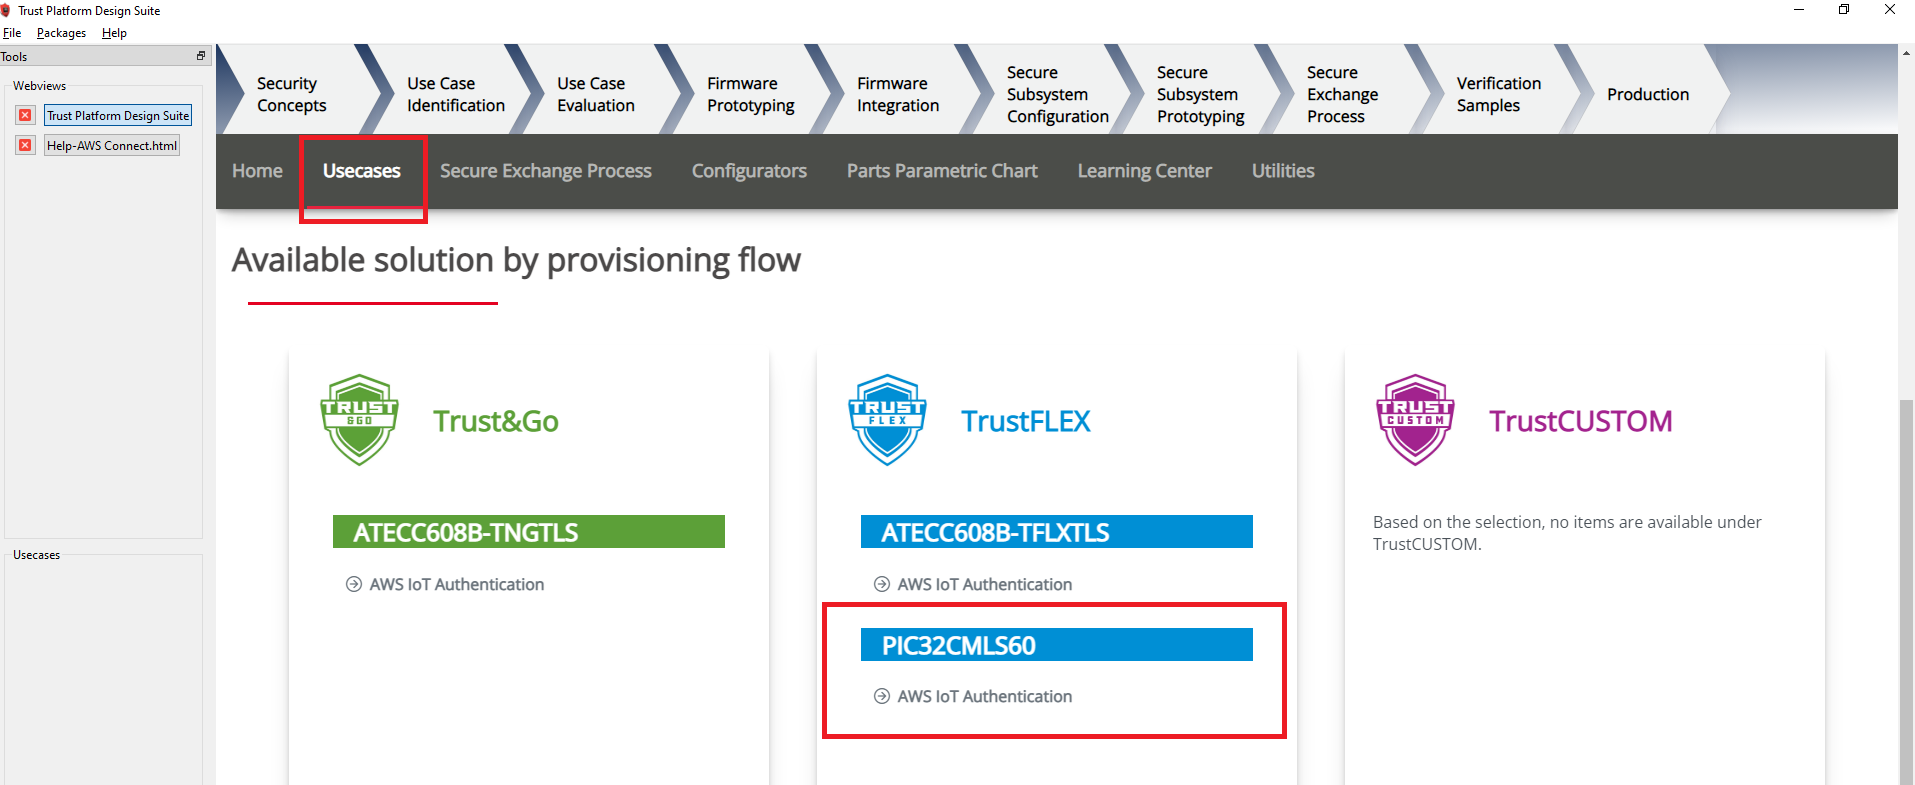 Trust Platform Design Suite
File Packages Help
Tools
Webviews
Trust Platform Design Suite
Help-AWS Connect.html
Usecases
Security
Concepts
Use Case
Identification
Use Case
Evaluation
Firmware
Prototyping
Firmware
Integration
Secure
Subsystem
Configuration
Secure
Subsystem
Prototyping
Secure
Exchange
Process
Verification
Samples
Production
Home Usecases Secure Exchange Process Configurators Parts Parametric Chart Learning Center Utilities
Available solution by provisioning flow
TRUST
&GO
Trust&Go
ATECC608B-TNGTLS
AWS IoT Authentication
TRUST
FLEX
TrustFLEX
ATECC608B-TFLXTLS
AWS IoT Authentication
PIC32CMLS60
AWS IoT Authentication
TRUST
CUSTOM
TrustCUSTOM
Based on the selection, no items are available under
TrustCUSTOM.